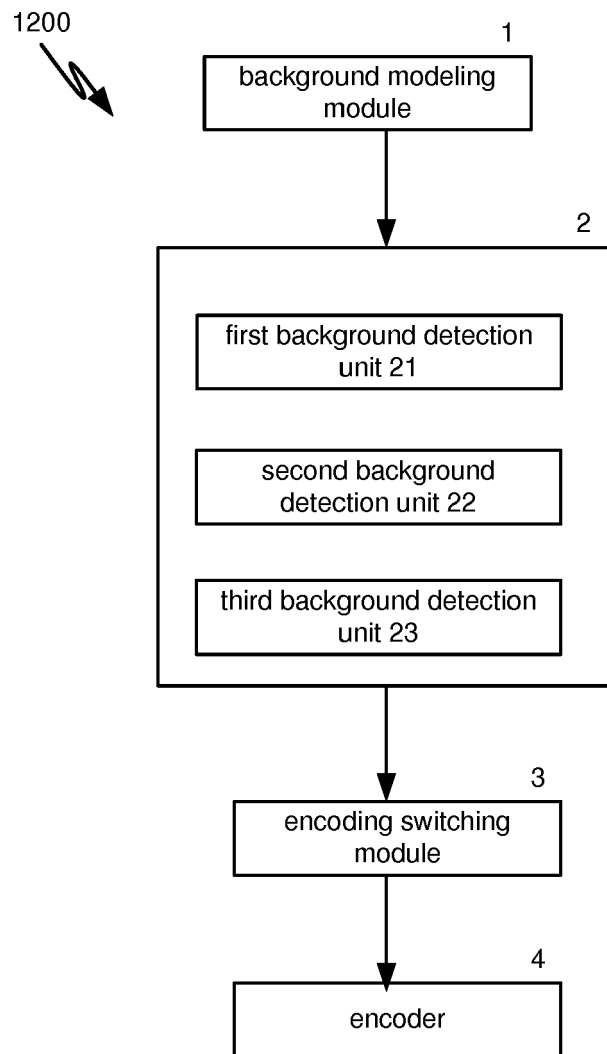 1200
1
background modeling
module
2
first background detection
unit 21
second background
detection unit 22
third background detection
unit 23
3
encoding switching
module
4
encoder